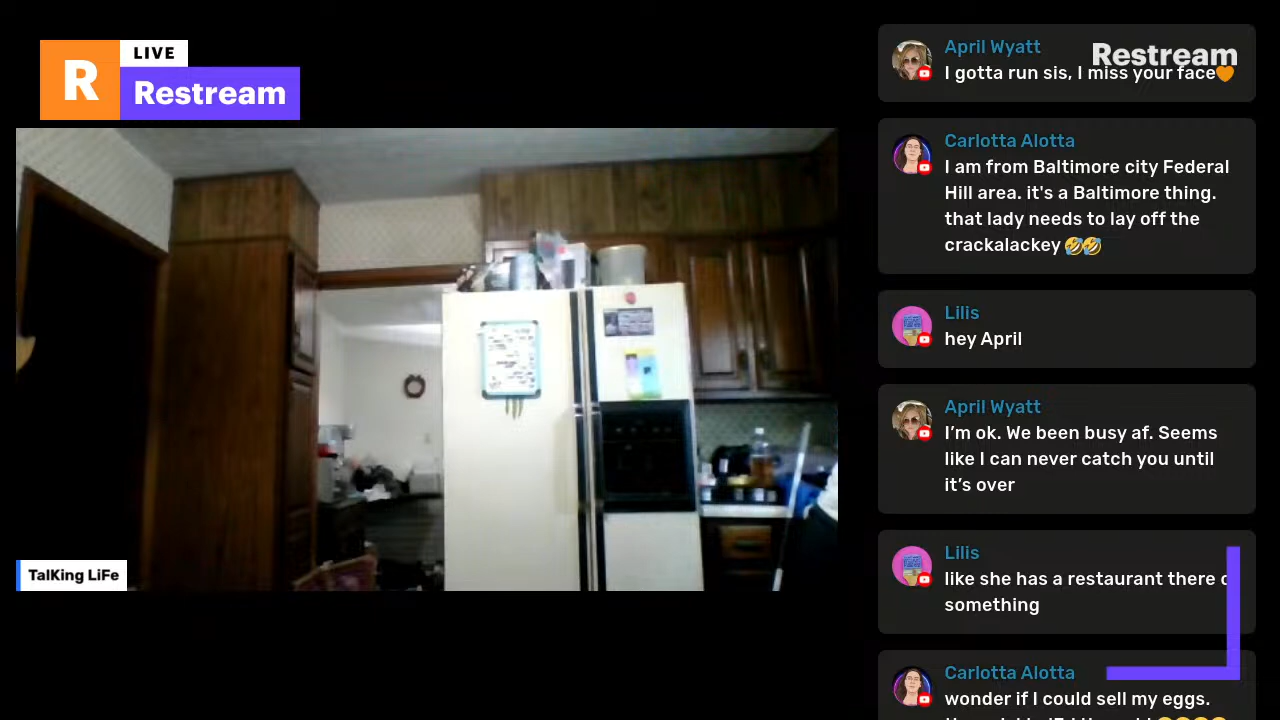 R
LIVE
Restream
TalKing LiFe
Restream
April Wyatt
I gotta run sis, I miss your face🧡
Carlotta Alotta
I am from Baltimore city Federal
Hill area. it's a Baltimore thing.
that lady needs to lay off the
crackalackey 🤣🤣
Lilis
hey April
April Wyatt
I’m ok. We been busy af. Seems
like I can never catch you until
it’s over
Lilis
like she has a restaurant there
something
Carlotta Alotta
wonder if I could sell my eggs.